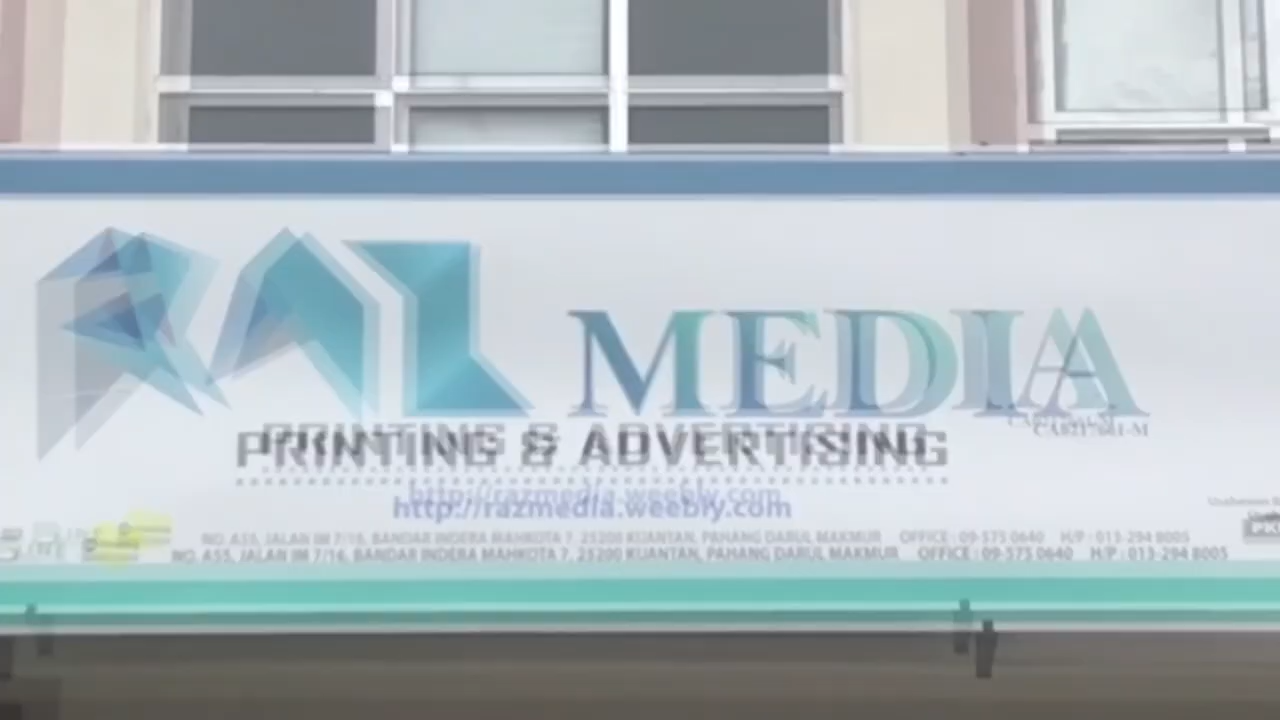 RAZ MEDIA
PRINTING & ADVERTISING
http://razmedia.weebly.com
NO. A55, JALAN IM 7/16, BANDAR INDERA MAHKOTA 7, 25200 KUANTAN, PAHANG DARUL MAKMUR OFFICE : 09-575 0640 H/P : 013-294 8005